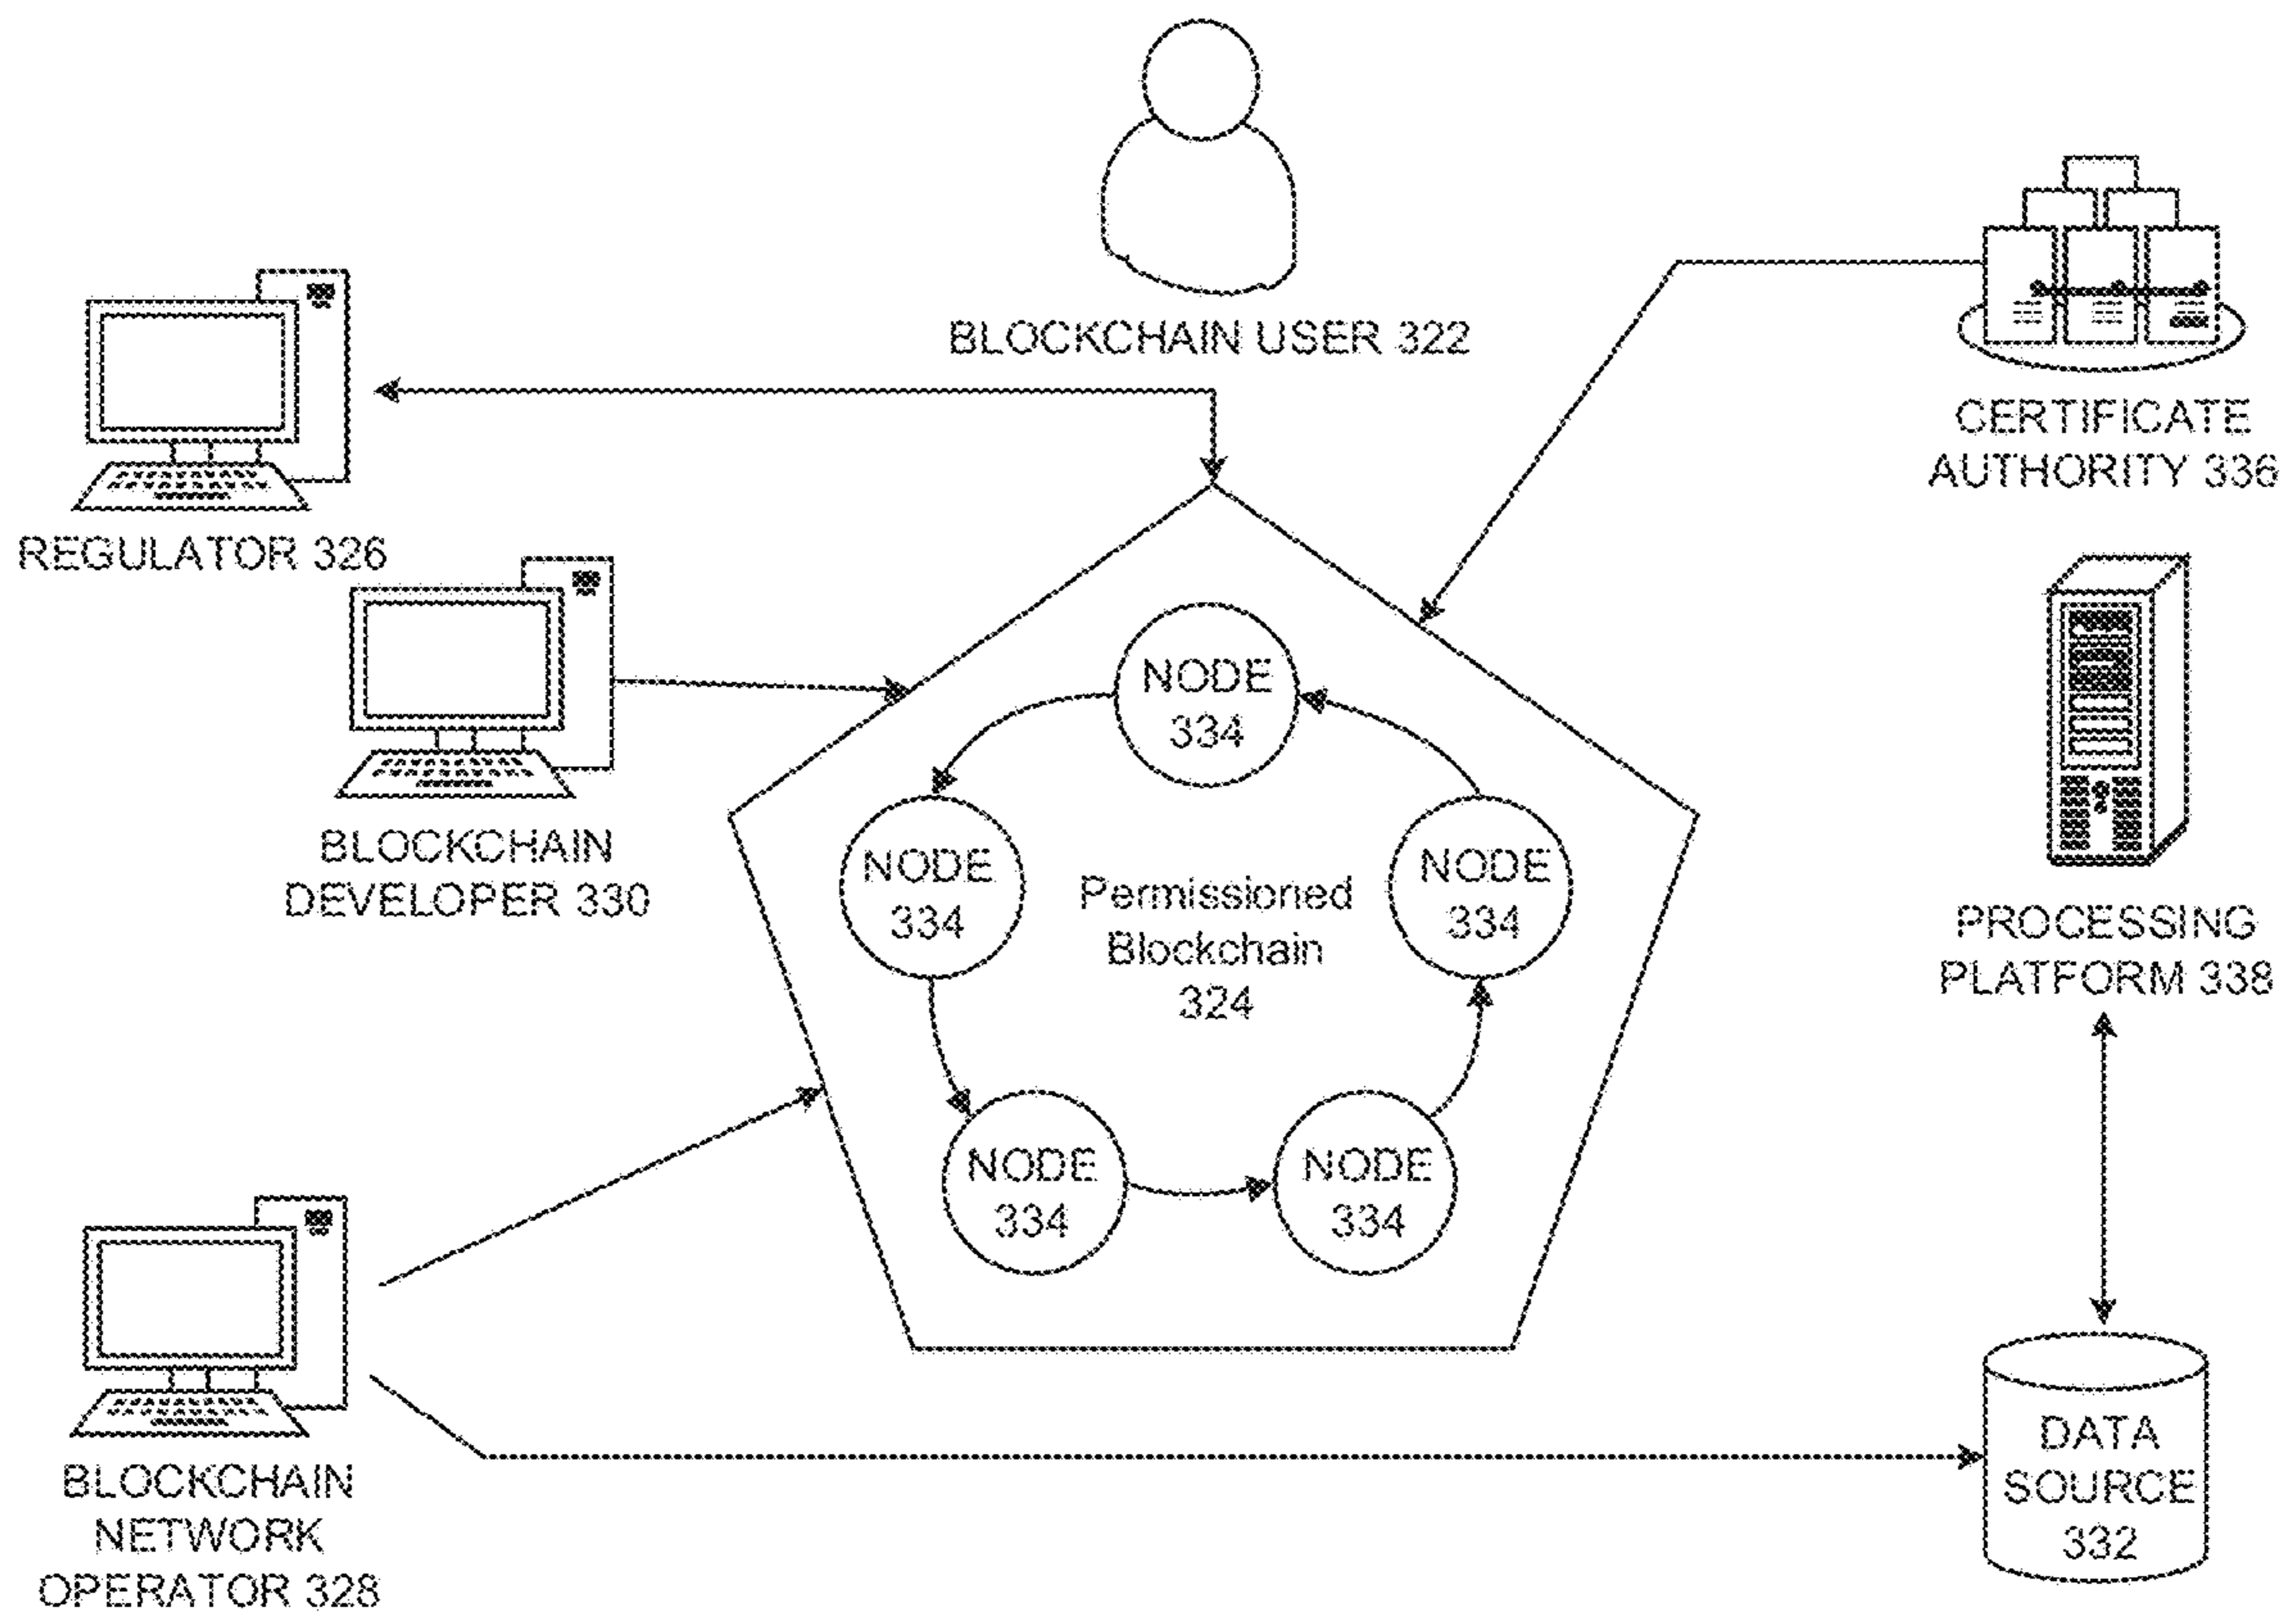 BLOCKCHAIN USER 322
CERTIFICATE
AUTHORITY 336
REGULATOR 326
BLOCKCHAIN
DEVELOPER 330
NODE
334
NODE
334
Permissioned
Blockchain
324
NODE
334
NODE
334
NODE
334
PROCESSING
PLATFORM 338
BLOCKCHAIN
NETWORK
OPERATOR 328
DATA
SOURCE
332